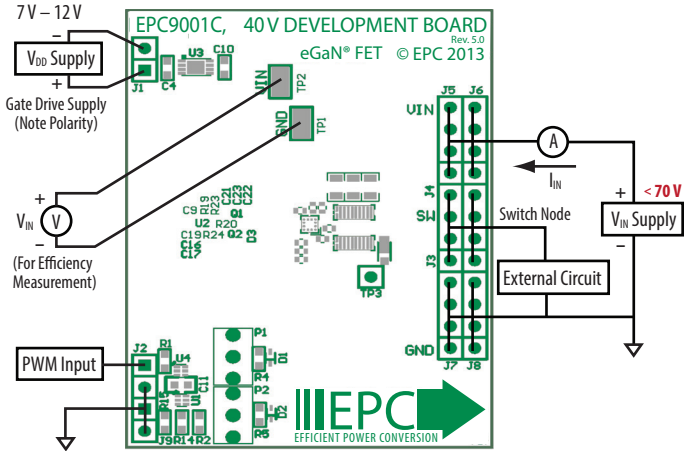 7 V – 12 V
–
VDD Supply
+
Gate Drive Supply
(Note Polarity)
EPC9001C, 40 V DEVELOPMENT BOARD
Rev. 5.0
eGaN® FET © EPC 2013
U3
C10
J1
C4
VIN
TP2
GND
TP1
J5 J6
VIN
A
IIN
+
< 70 V
VIN Supply
–
+
VIN
V
–
(For Efficiency
Measurement)
C9
R19
R23
C21
C23
C22
Q1
U2 R20
C19 R24 Q2 D3
C16
C17
J4
SW
J3
Switch Node
External Circuit
TP3
GND
J7 J8
PWM Input
J2
R1
U4
C11
R15
U1
J9 R14 R2
P1
D1
R4
P2
D2
R5
EPC
EFFICIENT POWER CONVERSION